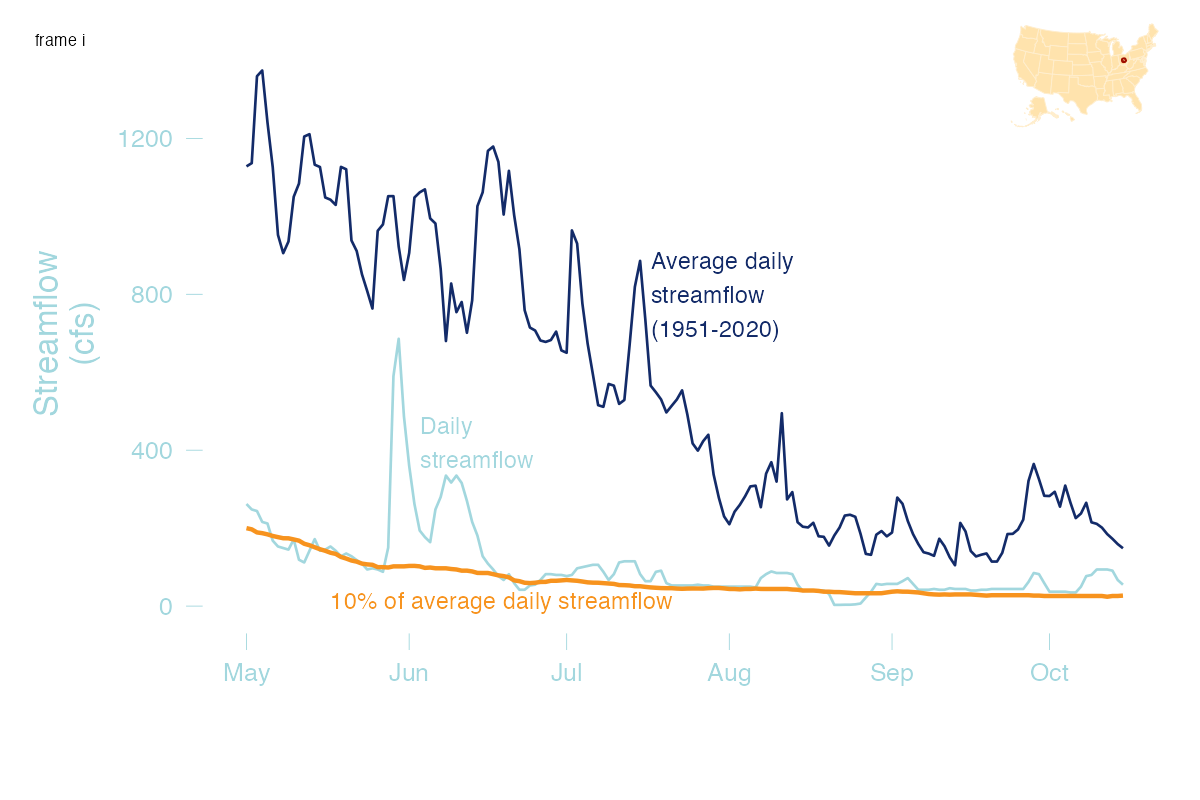 frame i
1200
800
400
0
Streamflow
(cfs)
Average daily
streamflow
(1951-2020)
Daily
streamflow
10% of average daily streamflow
May
Jun
Jul
Aug
Sep
Oct